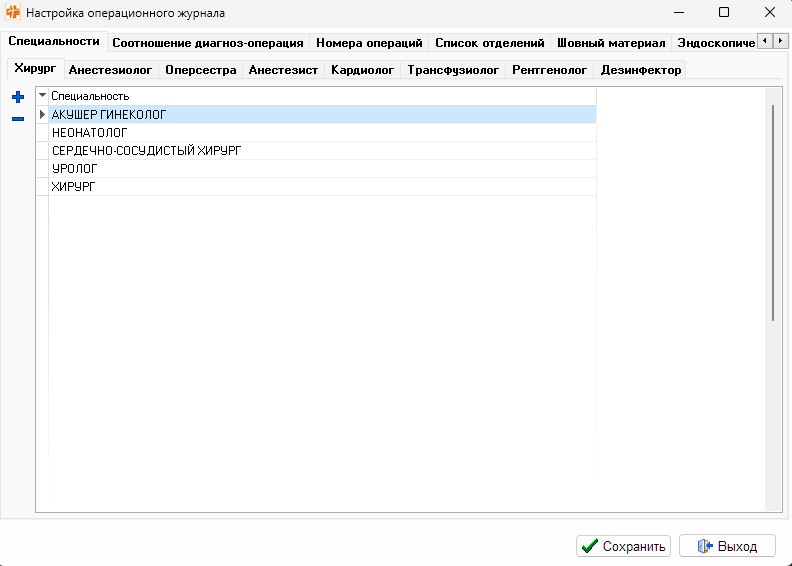 Настройка операционного журнала
Специальности Соотношение диагноз-операция Номера операций Список отделений Шовный материал Эндоскопиче
Хирург Анестезиолог Оперсестра Анестезист Кардиолог Трансфузиолог Рентгенолог Дезинфектор
Специальность
АКУШЕР ГИНЕКОЛОГ
НЕОНАТОЛОГ
СЕРДЕЧНО-СОСУДИСТЫЙ ХИРУРГ
УРОЛОГ
ХИРУРГ
Сохранить Выход